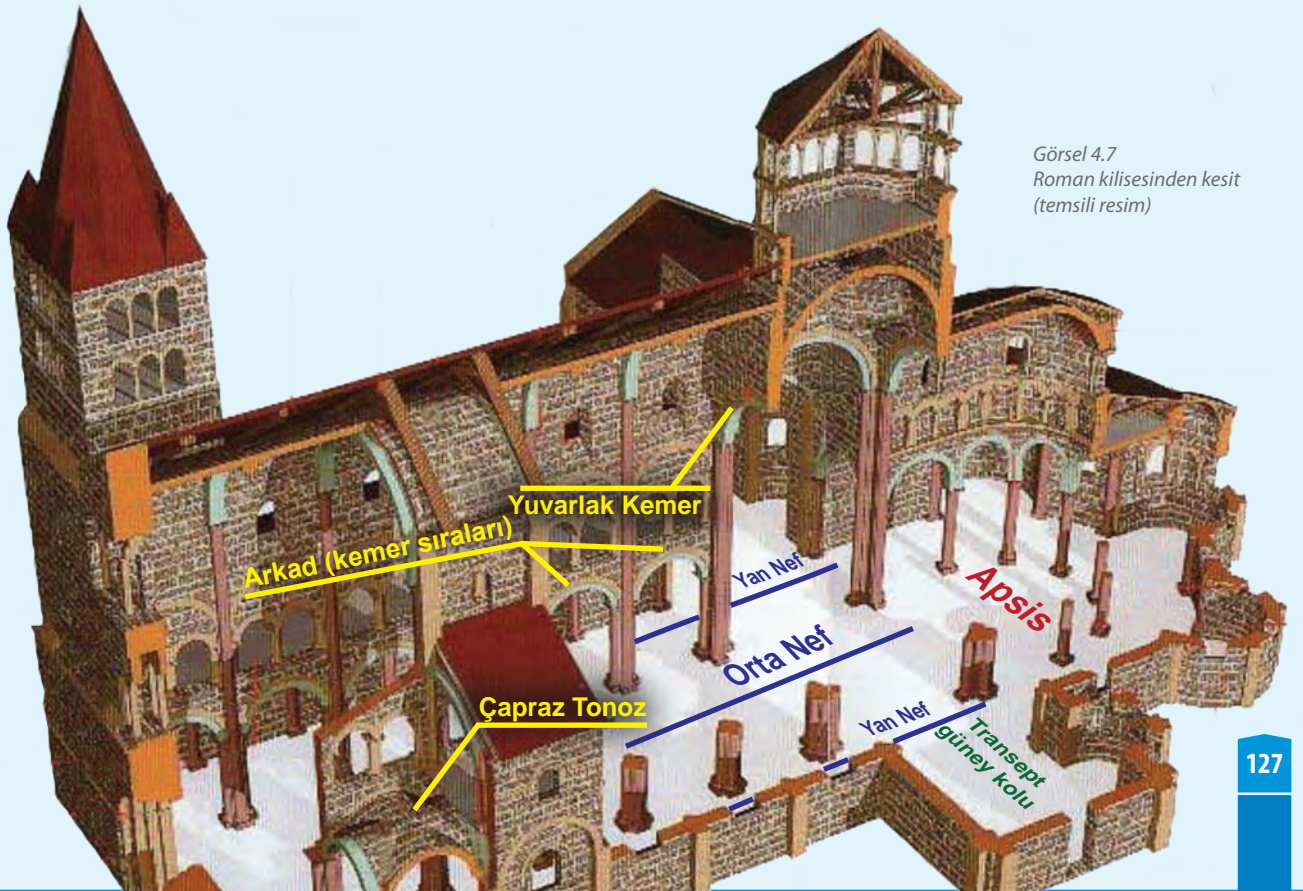 Görsel 4.7
Roman kilisesinden kesit
(temsili resim)
Yuvarlak Kemer
Arkad (kemer sıraları)
Yan Nef
Apsis
Orta Nef
Çapraz Tonoz
Yan Nef
Transept
güney kolu
127